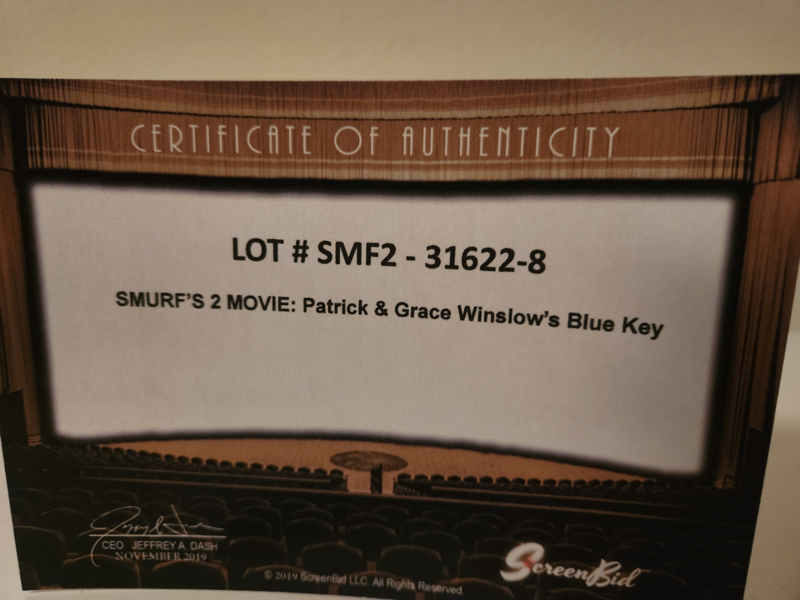 CERTIFICATE OF AUTHENTICITY
LOT # SMF2 - 31622-8
SMURF'S 2 MOVIE: Patrick & Grace Winslow's Blue Key
CEO JEFFREY A. DASH
NOVEMBER 2019
ScreenBid
© 2019 ScreenBid LLC. All Rights Reserved.